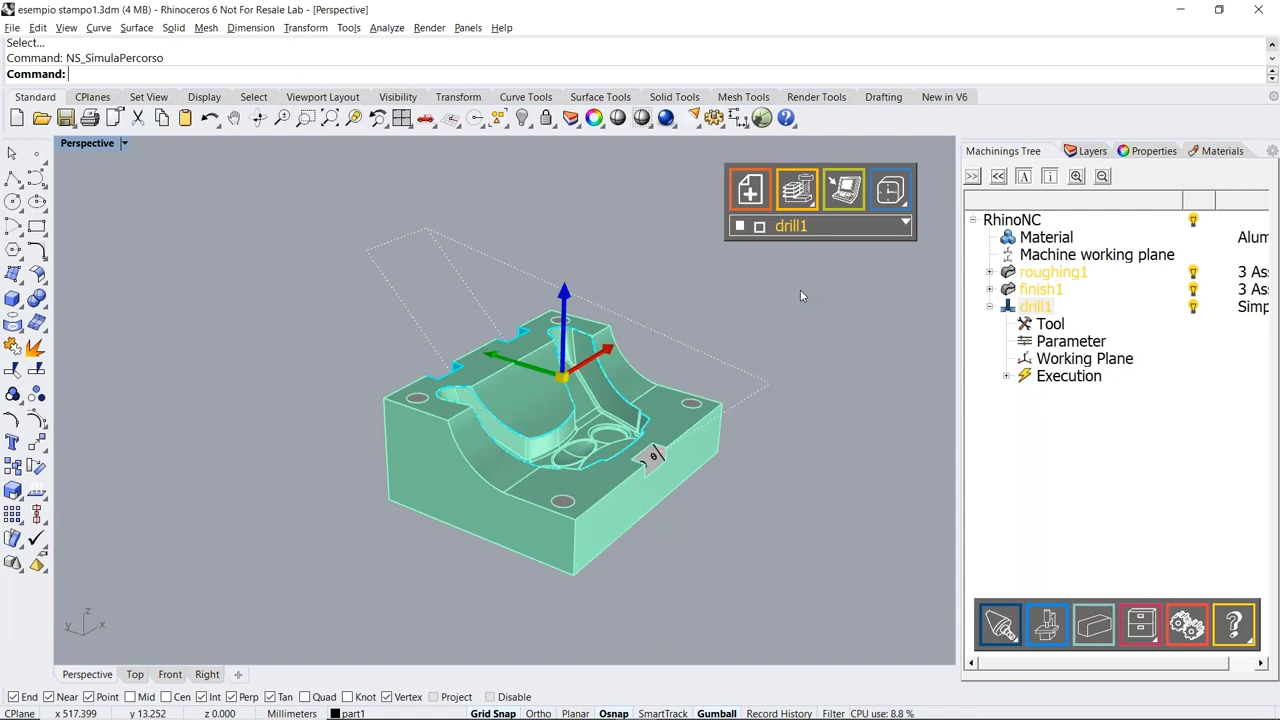 esempio stampo1.3dm (4 MB) - Rhinoceros 6 Not For Resale Lab - [Perspective]
File Edit View Curve Surface Solid Mesh Dimension Transform Tools Analyze Render Panels Help
Select...
Command: NS_SimulaPercorso
Command:
Standard CPlanes Set View Display Select Viewport Layout Visibility Transform Curve Tools Surface Tools Solid Tools Mesh Tools Render Tools Drafting New in V6
Perspective
Machinings Tree Layers Properties Materials
>> << A i
drill1
RhinoNC
Material Alum
Machine working plane
roughing1 3 Ass
finish1 3 Ass
drill1 Simp
Tool
Parameter
Working Plane
Execution
z
y x
?
Perspective Top Front Right
End Near Point Mid Cen Int Perp Tan Quad Knot Vertex Project Disable
CPlane x 517.399 y 13.252 z 0.000 Millimeters part1 Grid Snap Ortho Planar Osnap SmartTrack Gumball Record History Filter CPU use: 8.8 %